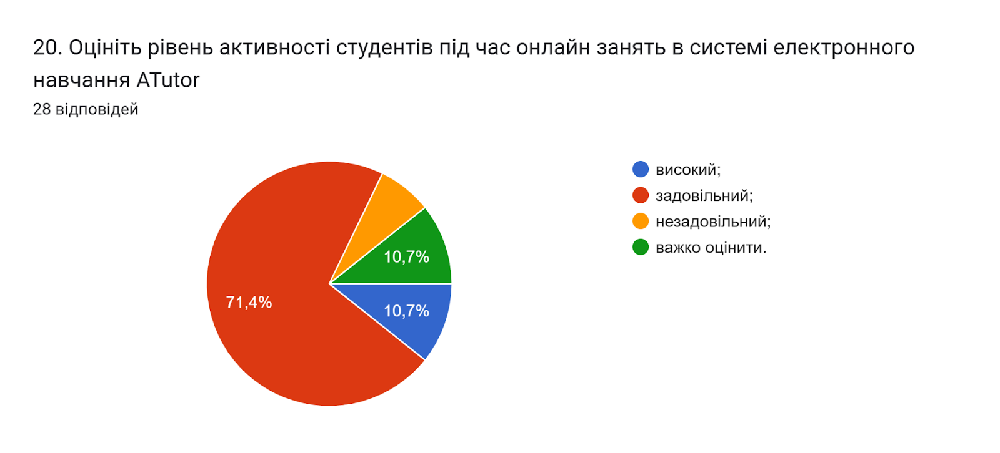 20. Оцініть рівень активності студентів під час онлайн занять в системі електронного
навчання ATutor
28 відповідей
високий;
задовільний;
незадовільний;
важко оцінити.
10,7%
71,4%
10,7%